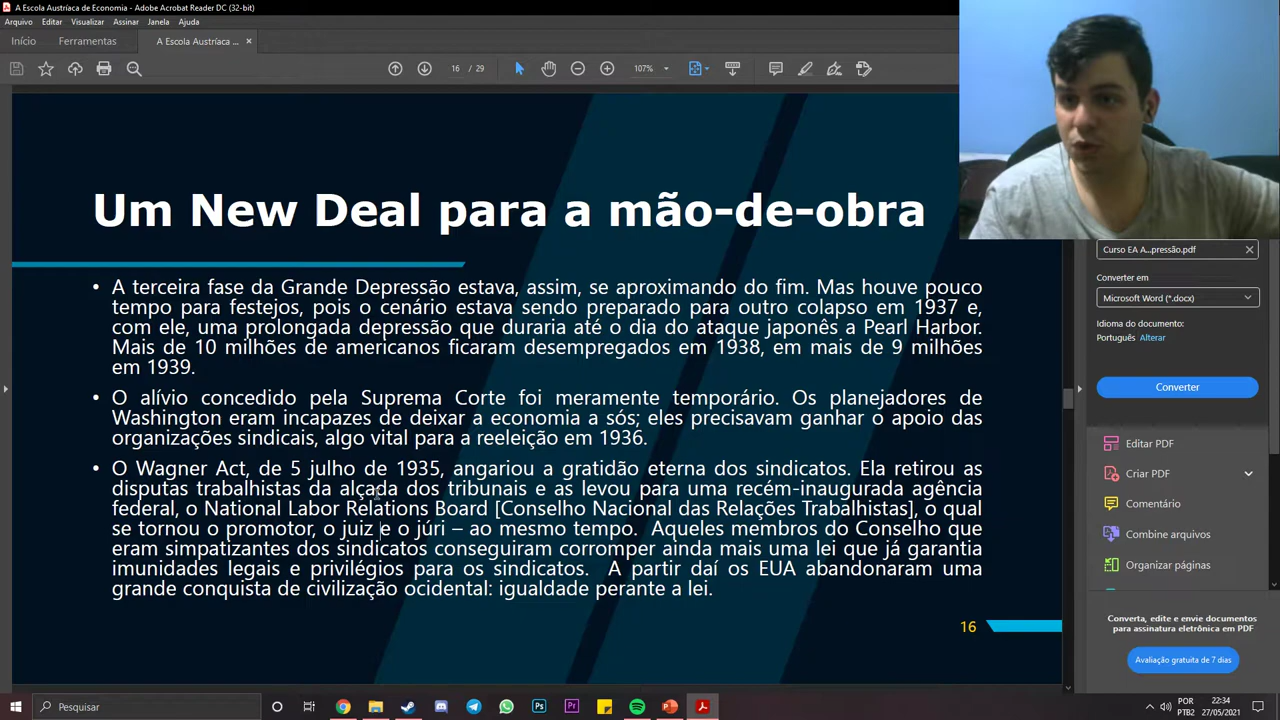 A Escola Austríaca de Economia - Adobe Acrobat Reader DC (32-bit)
Arquivo Editar Visualizar Assinar Janela Ajuda
Início Ferramentas A Escola Austríaca ... ×
16 / 29 107%
Um New Deal para a mão-de-obra
• A terceira fase da Grande Depressão estava, assim, se aproximando do fim. Mas houve pouco
tempo para festejos, pois o cenário estava sendo preparado para outro colapso em 1937 e,
com ele, uma prolongada depressão que duraria até o dia do ataque japonês a Pearl Harbor.
Mais de 10 milhões de americanos ficaram desempregados em 1938, em mais de 9 milhões
em 1939.
• O alívio concedido pela Suprema Corte foi meramente temporário. Os planejadores de
Washington eram incapazes de deixar a economia a sós; eles precisavam ganhar o apoio das
organizações sindicais, algo vital para a reeleição em 1936.
• O Wagner Act, de 5 julho de 1935, angariou a gratidão eterna dos sindicatos. Ela retirou as
disputas trabalhistas da alçada dos tribunais e as levou para uma recém-inaugurada agência
federal, o National Labor Relations Board [Conselho Nacional das Relações Trabalhistas], o qual
se tornou o promotor, o juiz e o júri – ao mesmo tempo. Aqueles membros do Conselho que
eram simpatizantes dos sindicatos conseguiram corromper ainda mais uma lei que já garantia
imunidades legais e privilégios para os sindicatos. A partir daí os EUA abandonaram uma
grande conquista de civilização ocidental: igualdade perante a lei.
16
Curso EA A...pressão.pdf
Converter em
Microsoft Word (*.docx)
Idioma do documento:
Português Alterar
Converter
Editar PDF
Criar PDF
Comentário
Combine arquivos
Organizar páginas
Converta, edite e envie documentos
para assinatura eletrônica em PDF
Avaliação gratuita de 7 dias
Pesquisar
POR
PTB2
22:34
27/05/2021